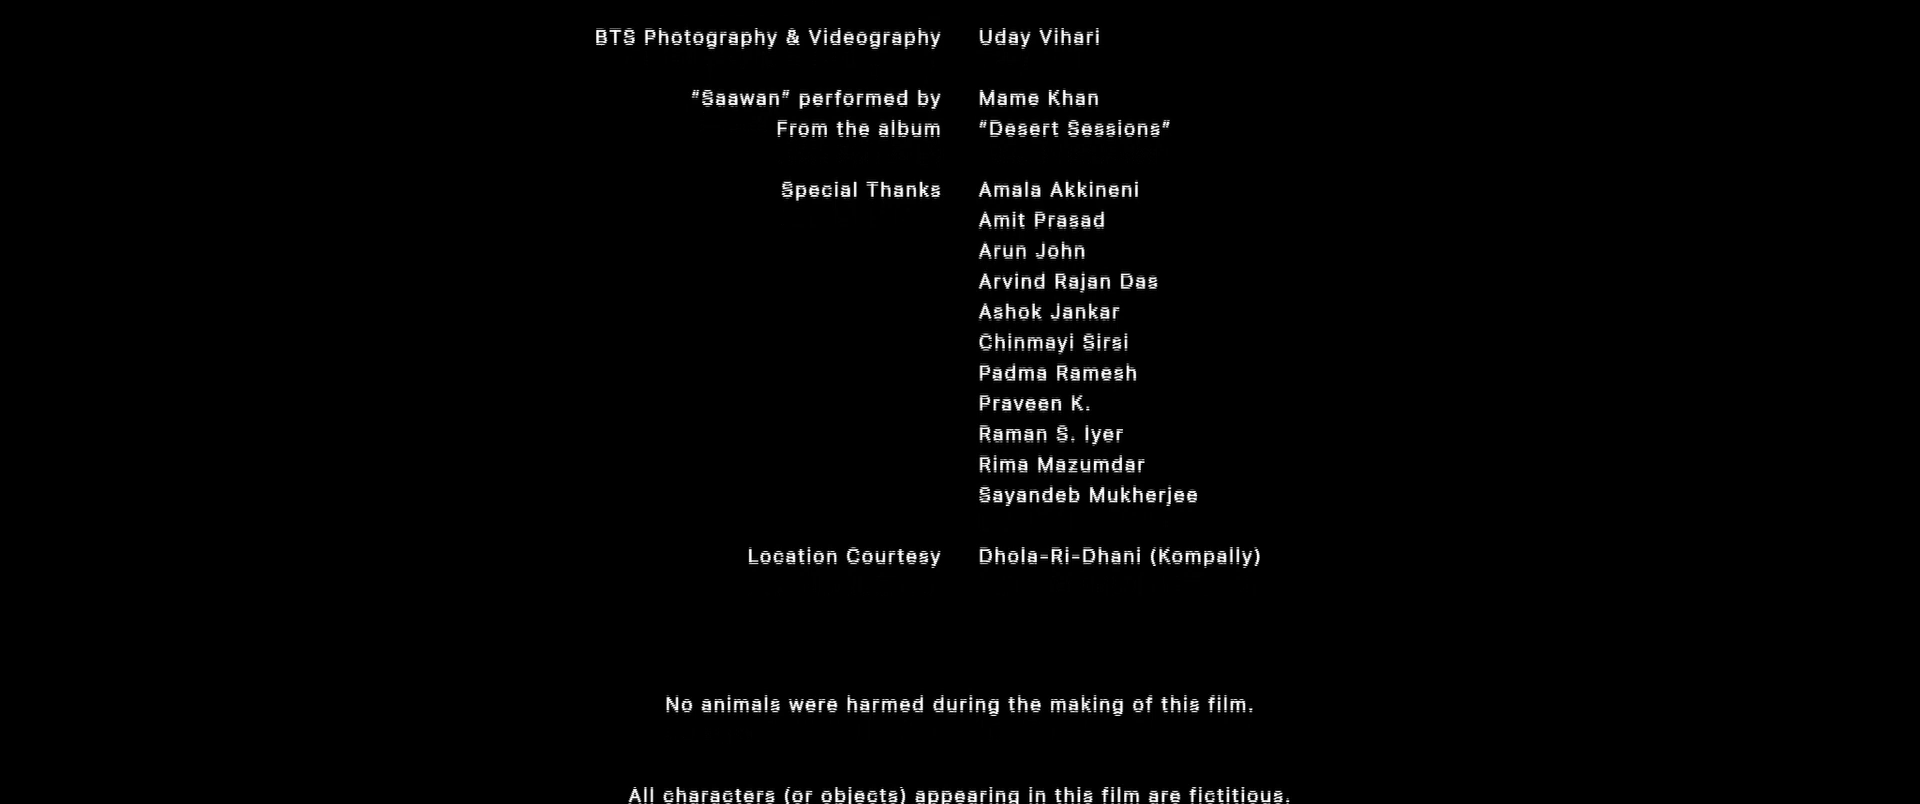 BTS Photography & Videography Uday Vihari
"Saawan" performed by Mame Khan
From the album "Desert Sessions"
Special Thanks Amala Akkineni
Amit Prasad
Arun John
Arvind Rajan Das
Ashok Jankar
Chinmayi Sirsi
Padma Ramesh
Praveen K.
Raman S. Iyer
Rima Mazumdar
Sayandeb Mukherjee
Location Courtesy Dhola-Ri-Dhani (Kompally)
No animals were harmed during the making of this film.
All characters (or objects) appearing in this film are fictitious.